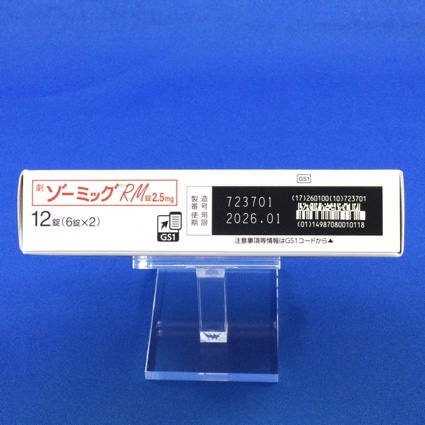 劇 ゾーミッグ®RM錠2.5mg
12錠(6錠×2)
GS1
製造番号 723701
使用期限 2026.01
GS1
(17)260100(10)723701
(01)14987080010118
注意事項等情報はGS1コードから▲